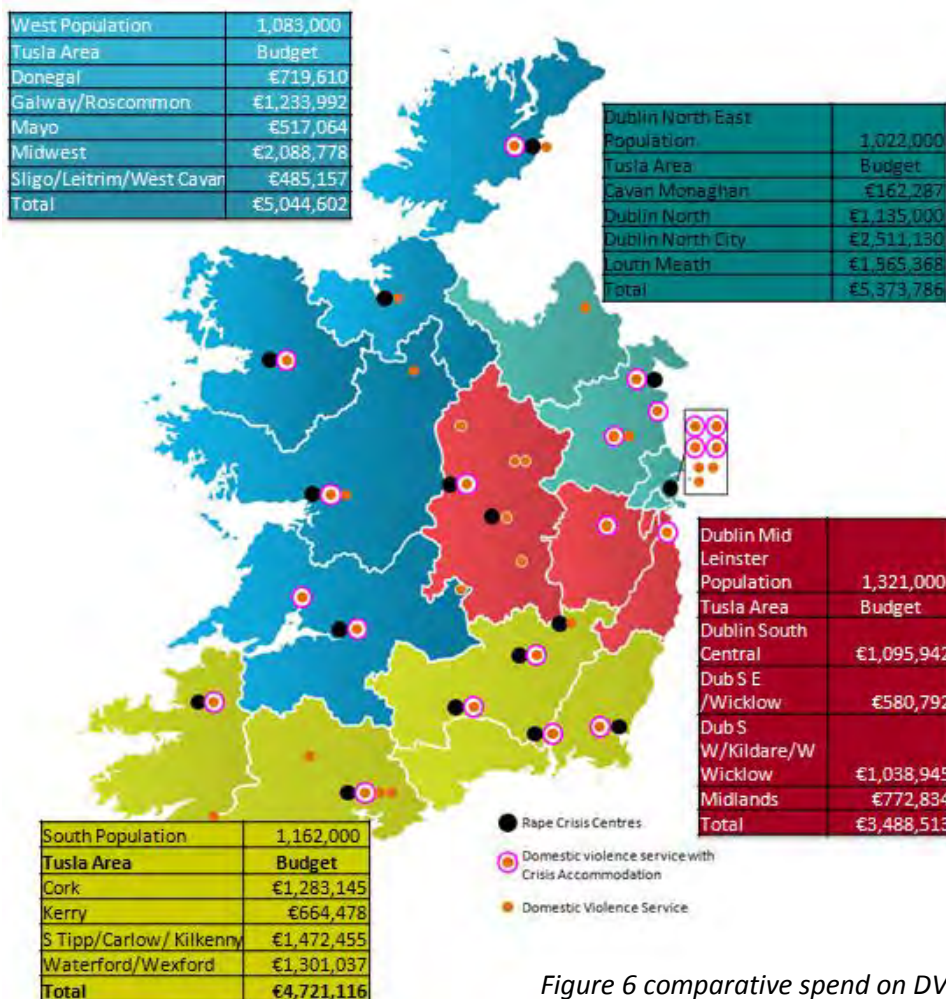 West Population 1,083,000
Tusla Area Budget
Donegal €719,610
Galway/Roscommon €1,233,992
Mayo €517,064
Midwest €2,088,778
Sligo/Leitrim/West Cavan €485,157
Total €5,044,602
Dublin North East
Population 1,022,000
Tusla Area Budget
Cavan Monaghan €162,287
Dublin North €1,135,000
Dublin North City €2,511,130
Louth Meath €1,565,368
Total €5,373,786
Dublin Mid
Leinster
Population 1,321,000
Tusla Area Budget
Dublin South
Central €1,095,942
Dub S E
/Wicklow €580,792
Dub S
W/Kildare/W
Wicklow €1,038,945
Midlands €772,834
Total €3,488,513
South Population 1,162,000
Tusla Area Budget
Cork €1,283,145
Kerry €664,478
S Tipp/Carlow/ Kilkenny €1,472,455
Waterford/Wexford €1,301,037
Total €4,721,116
Rape Crisis Centres
Domestic violence service with
Crisis Accommodation
Domestic Violence Service
Figure 6 comparative spend on DV